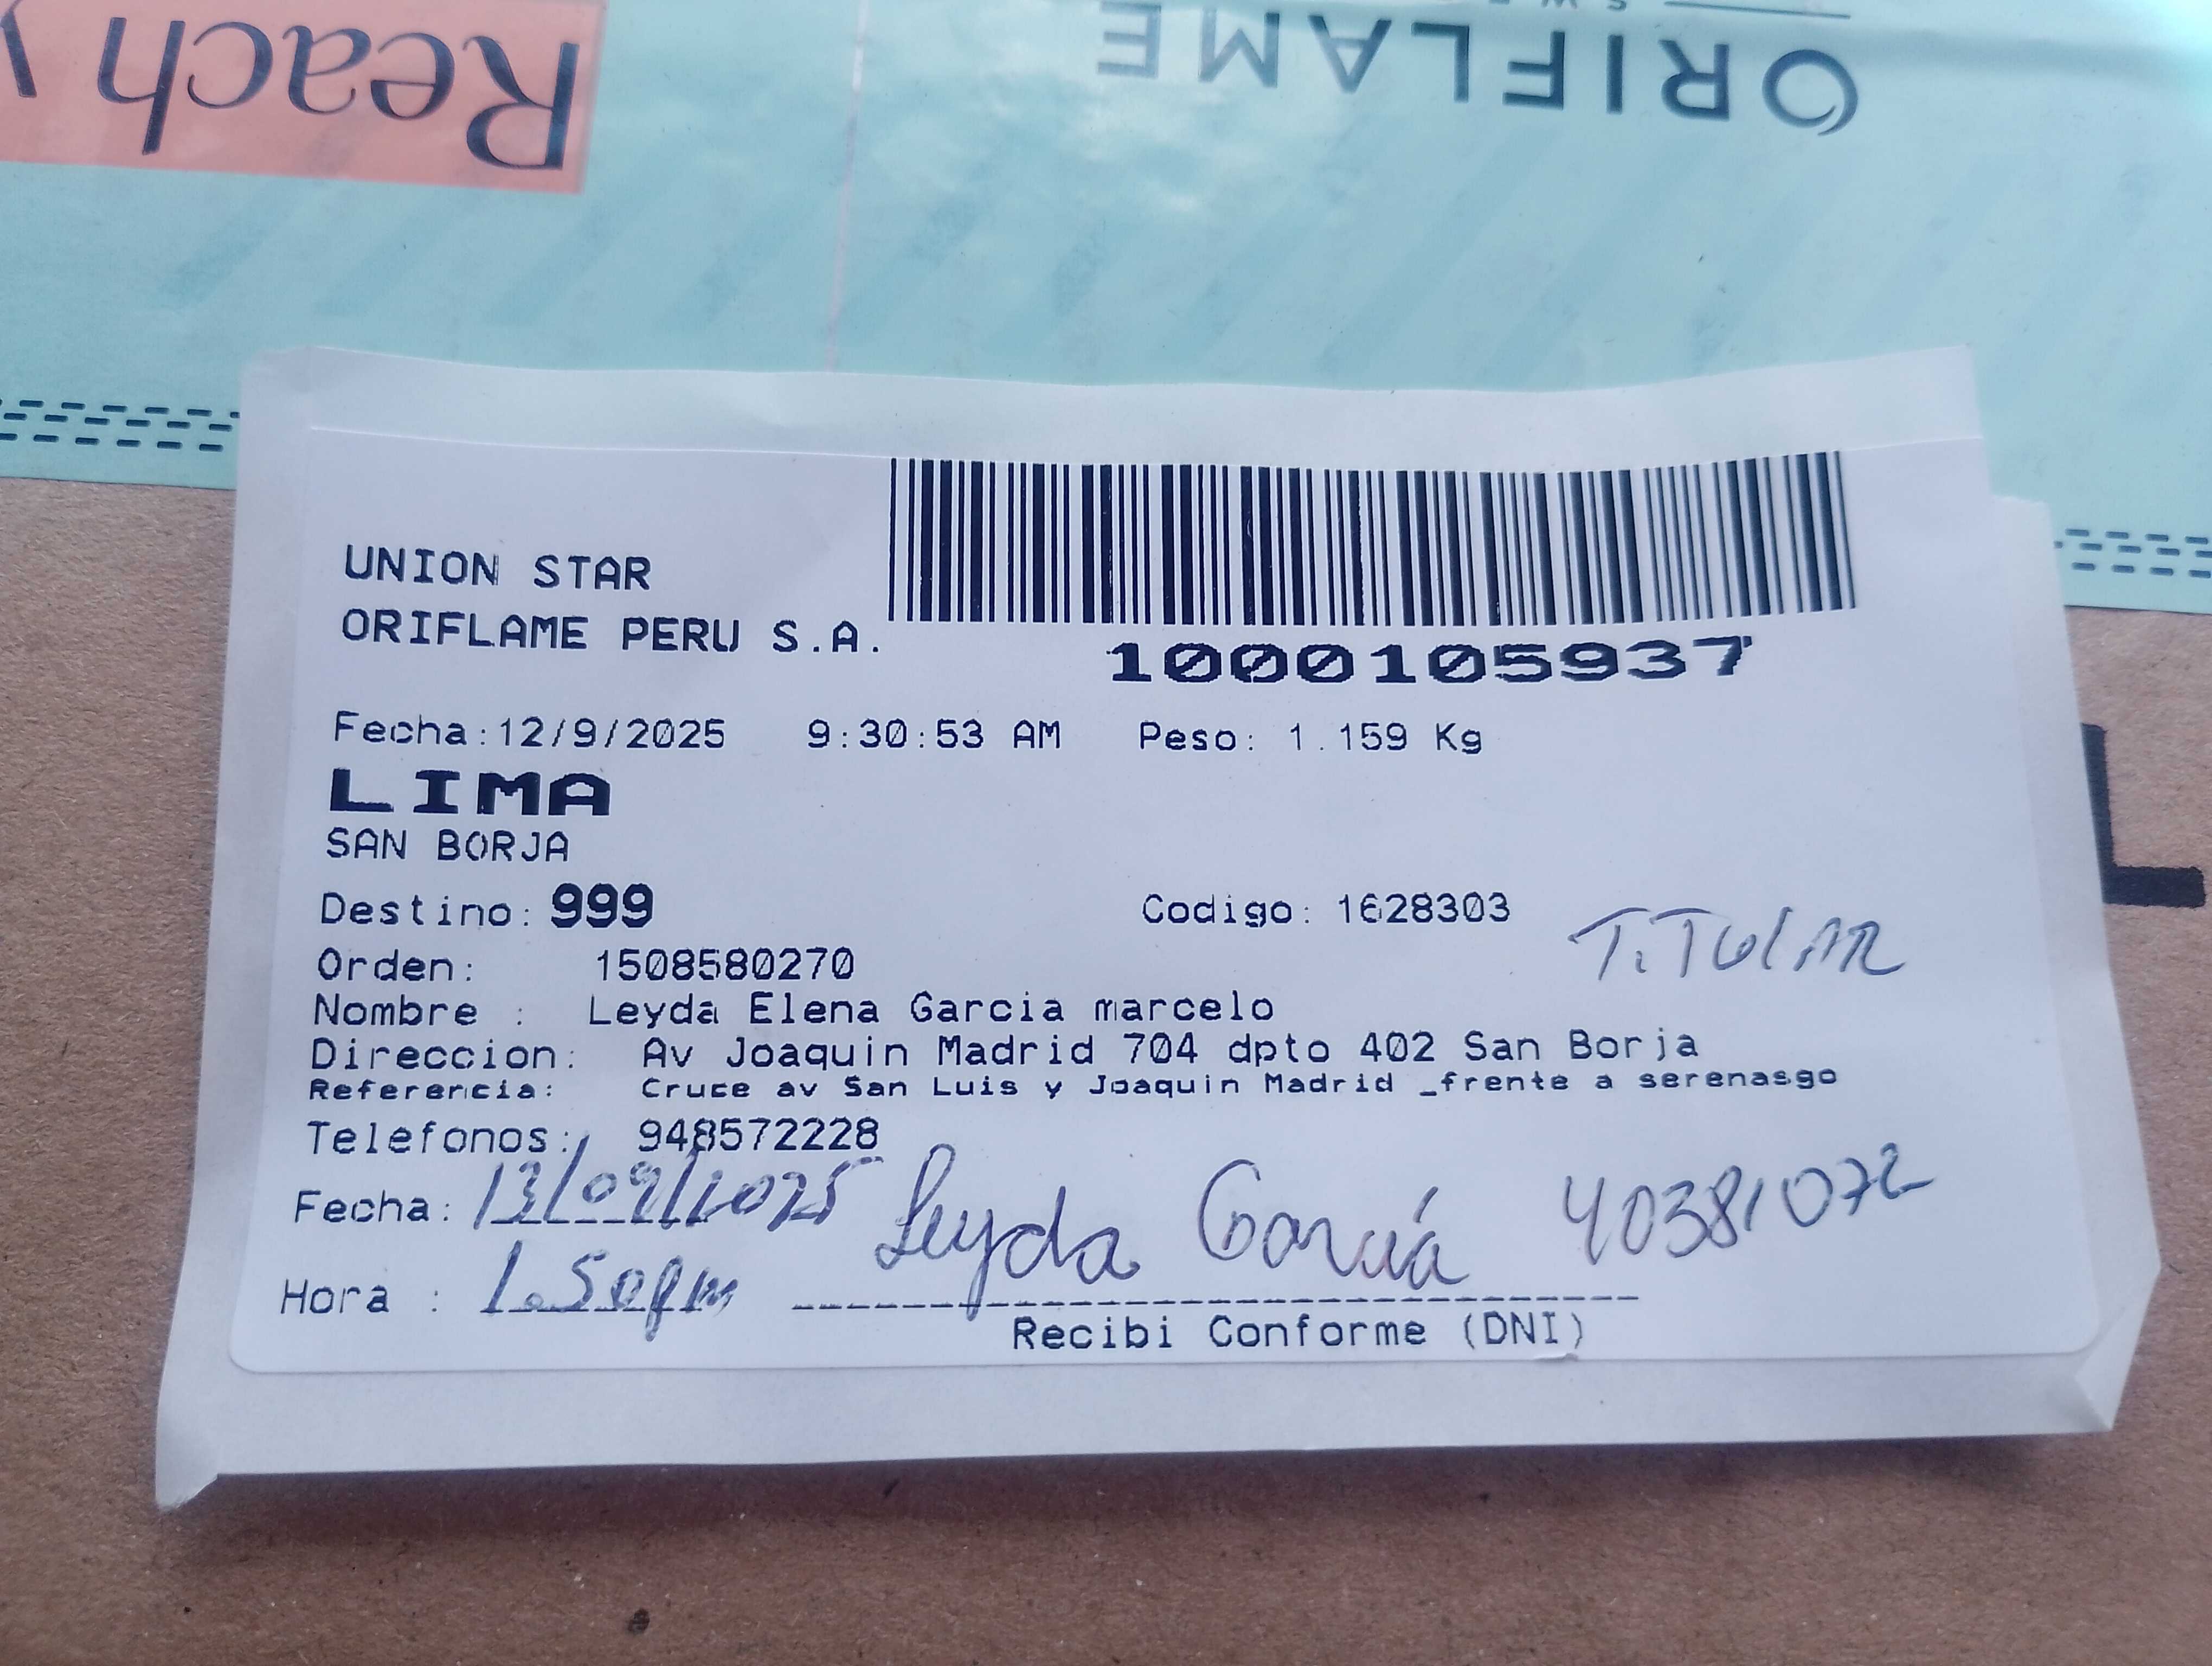 Reach
ORIFLAME
UNION STAR
ORIFLAME PERU S.A.
1000105937
Fecha:12/9/2025 9:30:53 AM Peso: 1.159 Kg
LIMA
SAN BORJA
Destino: 999 Codigo: 1628303 TiTulAR
Orden: 1508580270
Nombre : Leyda Elena Garcia marcelo
Direccion: Av Joaquin Madrid 704 dpto 402 San Borja
Referencia: Cruce av San Luis y Joaquin Madrid _frente a serenasgo
Telefonos: 948572228
Fecha: 13/09/2025 Leyda García 40381072
Hora : 1.50pm
Recibi Conforme (DNI)